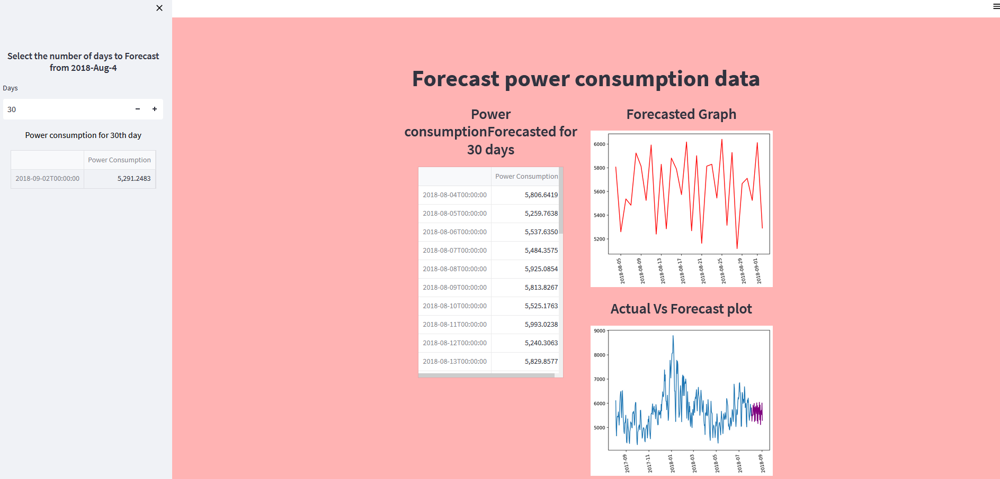 Select the number of days to Forecast
from 2018-Aug-4
Days
30
Power consumption for 30th day
Power Consumption
2018-09-02T00:00:00 5,291.2483
Forecast power consumption data
Power
consumptionForecasted for
30 days
Power Consumption
2018-08-04T00:00:00 5,806.6419
2018-08-05T00:00:00 5,259.7638
2018-08-06T00:00:00 5,537.6350
2018-08-07T00:00:00 5,484.3575
2018-08-08T00:00:00 5,925.0854
2018-08-09T00:00:00 5,813.8267
2018-08-10T00:00:00 5,525.1763
2018-08-11T00:00:00 5,993.0238
2018-08-12T00:00:00 5,240.3063
2018-08-13T00:00:00 5,829.8577
Forecasted Graph
6000
5800
5600
5400
5200
2018-08-05
2018-08-09
2018-08-13
2018-08-17
2018-08-21
2018-08-25
2018-08-29
2018-09-01
Actual Vs Forecast plot
9000
8000
7000
6000
5000
2017-09
2017-11
2018-01
2018-03
2018-05
2018-07
2018-09